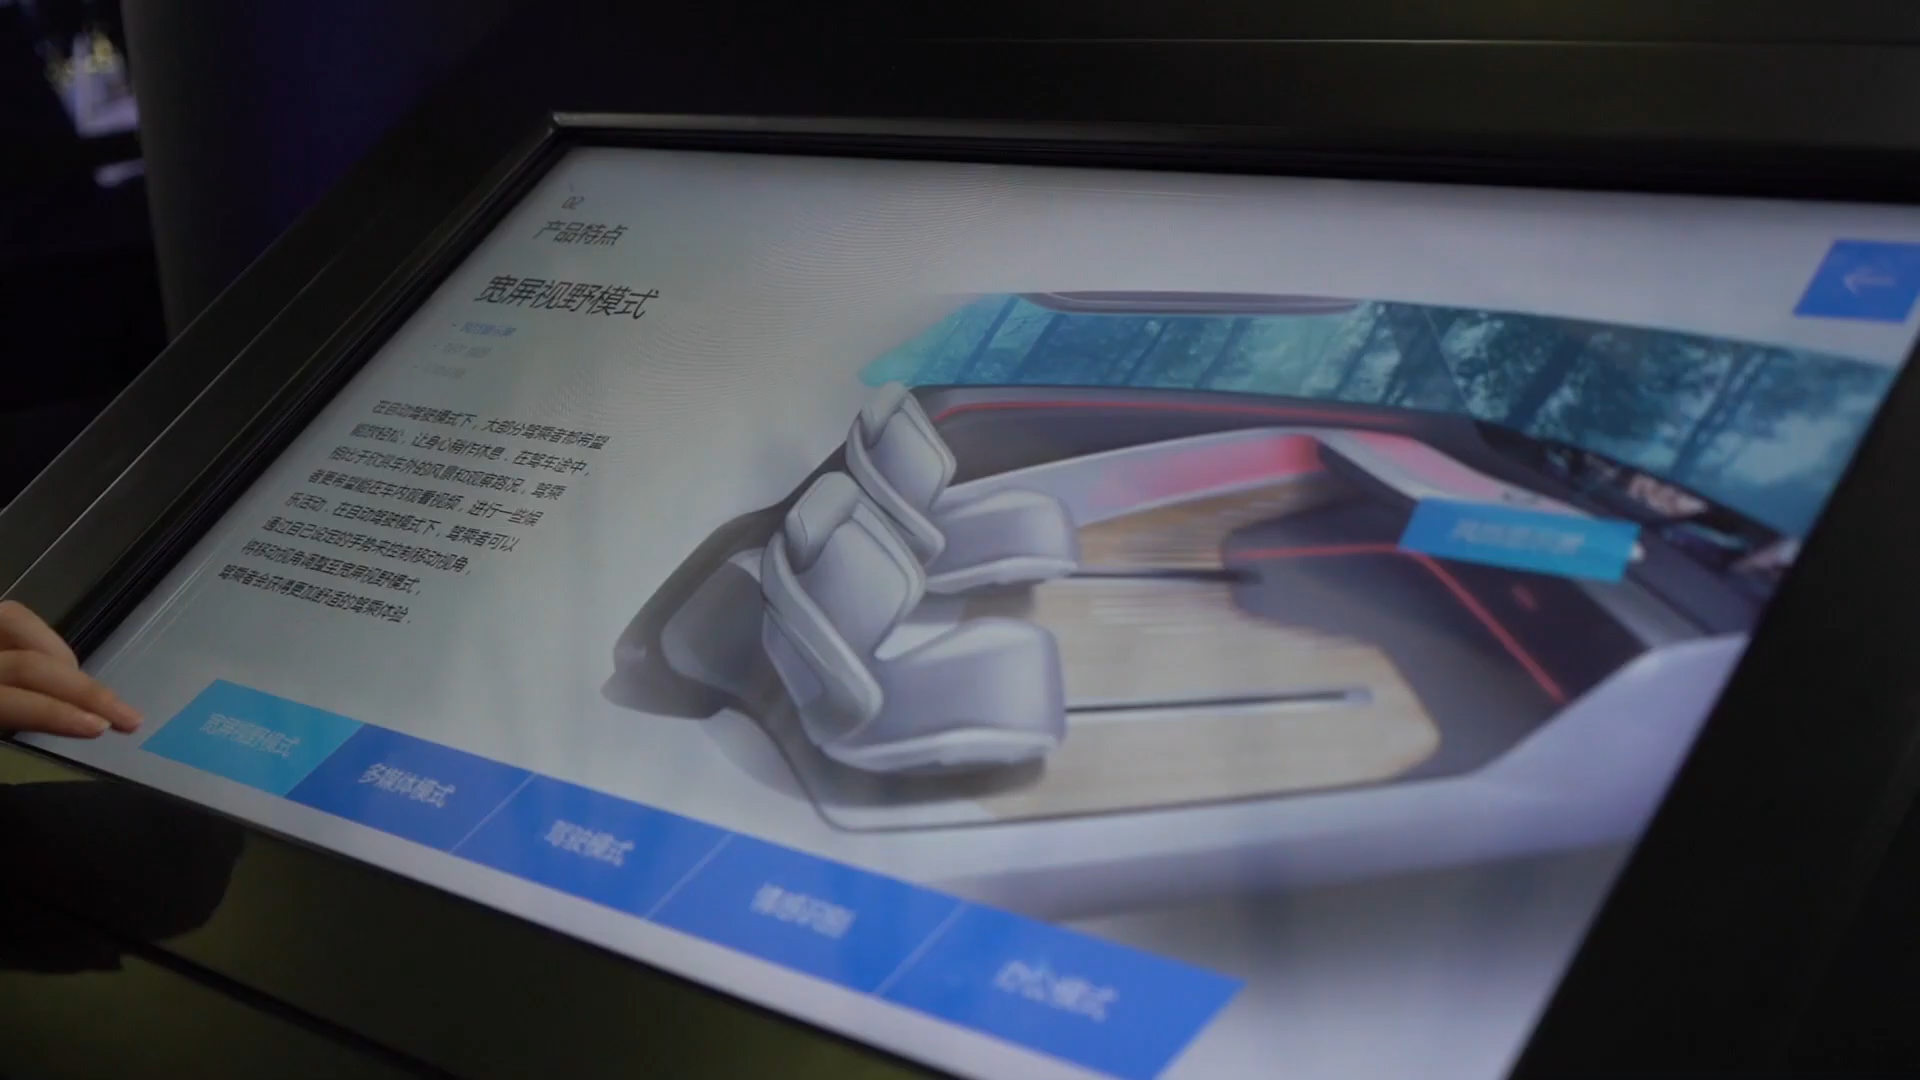 02
产品特点
宽屏视野模式
在自动驾驶模式下，大部分驾乘者都希望
能放轻松，让身心稍作休息，在驾车途中，
相比于欣赏车外的风景和观察路况，驾乘
者更希望能在车内观看视频，进行一些娱
乐活动，在自动驾驶模式下，驾乘者可以
通过自己设定的手势来控制移动视角，
将移动视角调整至宽屏视野模式，
驾乘者会获得更加舒适的驾乘体验。
宽屏视野模式
多媒体模式
驾驶模式
情感识别
办公模式